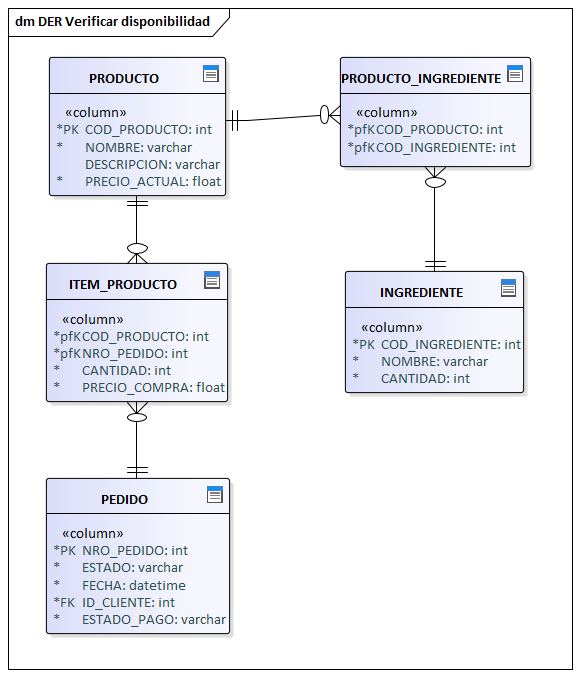 dm DER Verificar disponibilidad
PRODUCTO
«column»
*PK COD_PRODUCTO: int
* NOMBRE: varchar
DESCRIPCION: varchar
* PRECIO_ACTUAL: float
PRODUCTO_INGREDIENTE
«column»
*pfK COD_PRODUCTO: int
*pfK COD_INGREDIENTE: int
ITEM_PRODUCTO
«column»
*pfK COD_PRODUCTO: int
*pfK NRO_PEDIDO: int
* CANTIDAD: int
* PRECIO_COMPRA: float
INGREDIENTE
«column»
*PK COD_INGREDIENTE: int
* NOMBRE: varchar
* CANTIDAD: int
PEDIDO
«column»
*PK NRO_PEDIDO: int
* ESTADO: varchar
* FECHA: datetime
*FK ID_CLIENTE: int
* ESTADO_PAGO: varchar